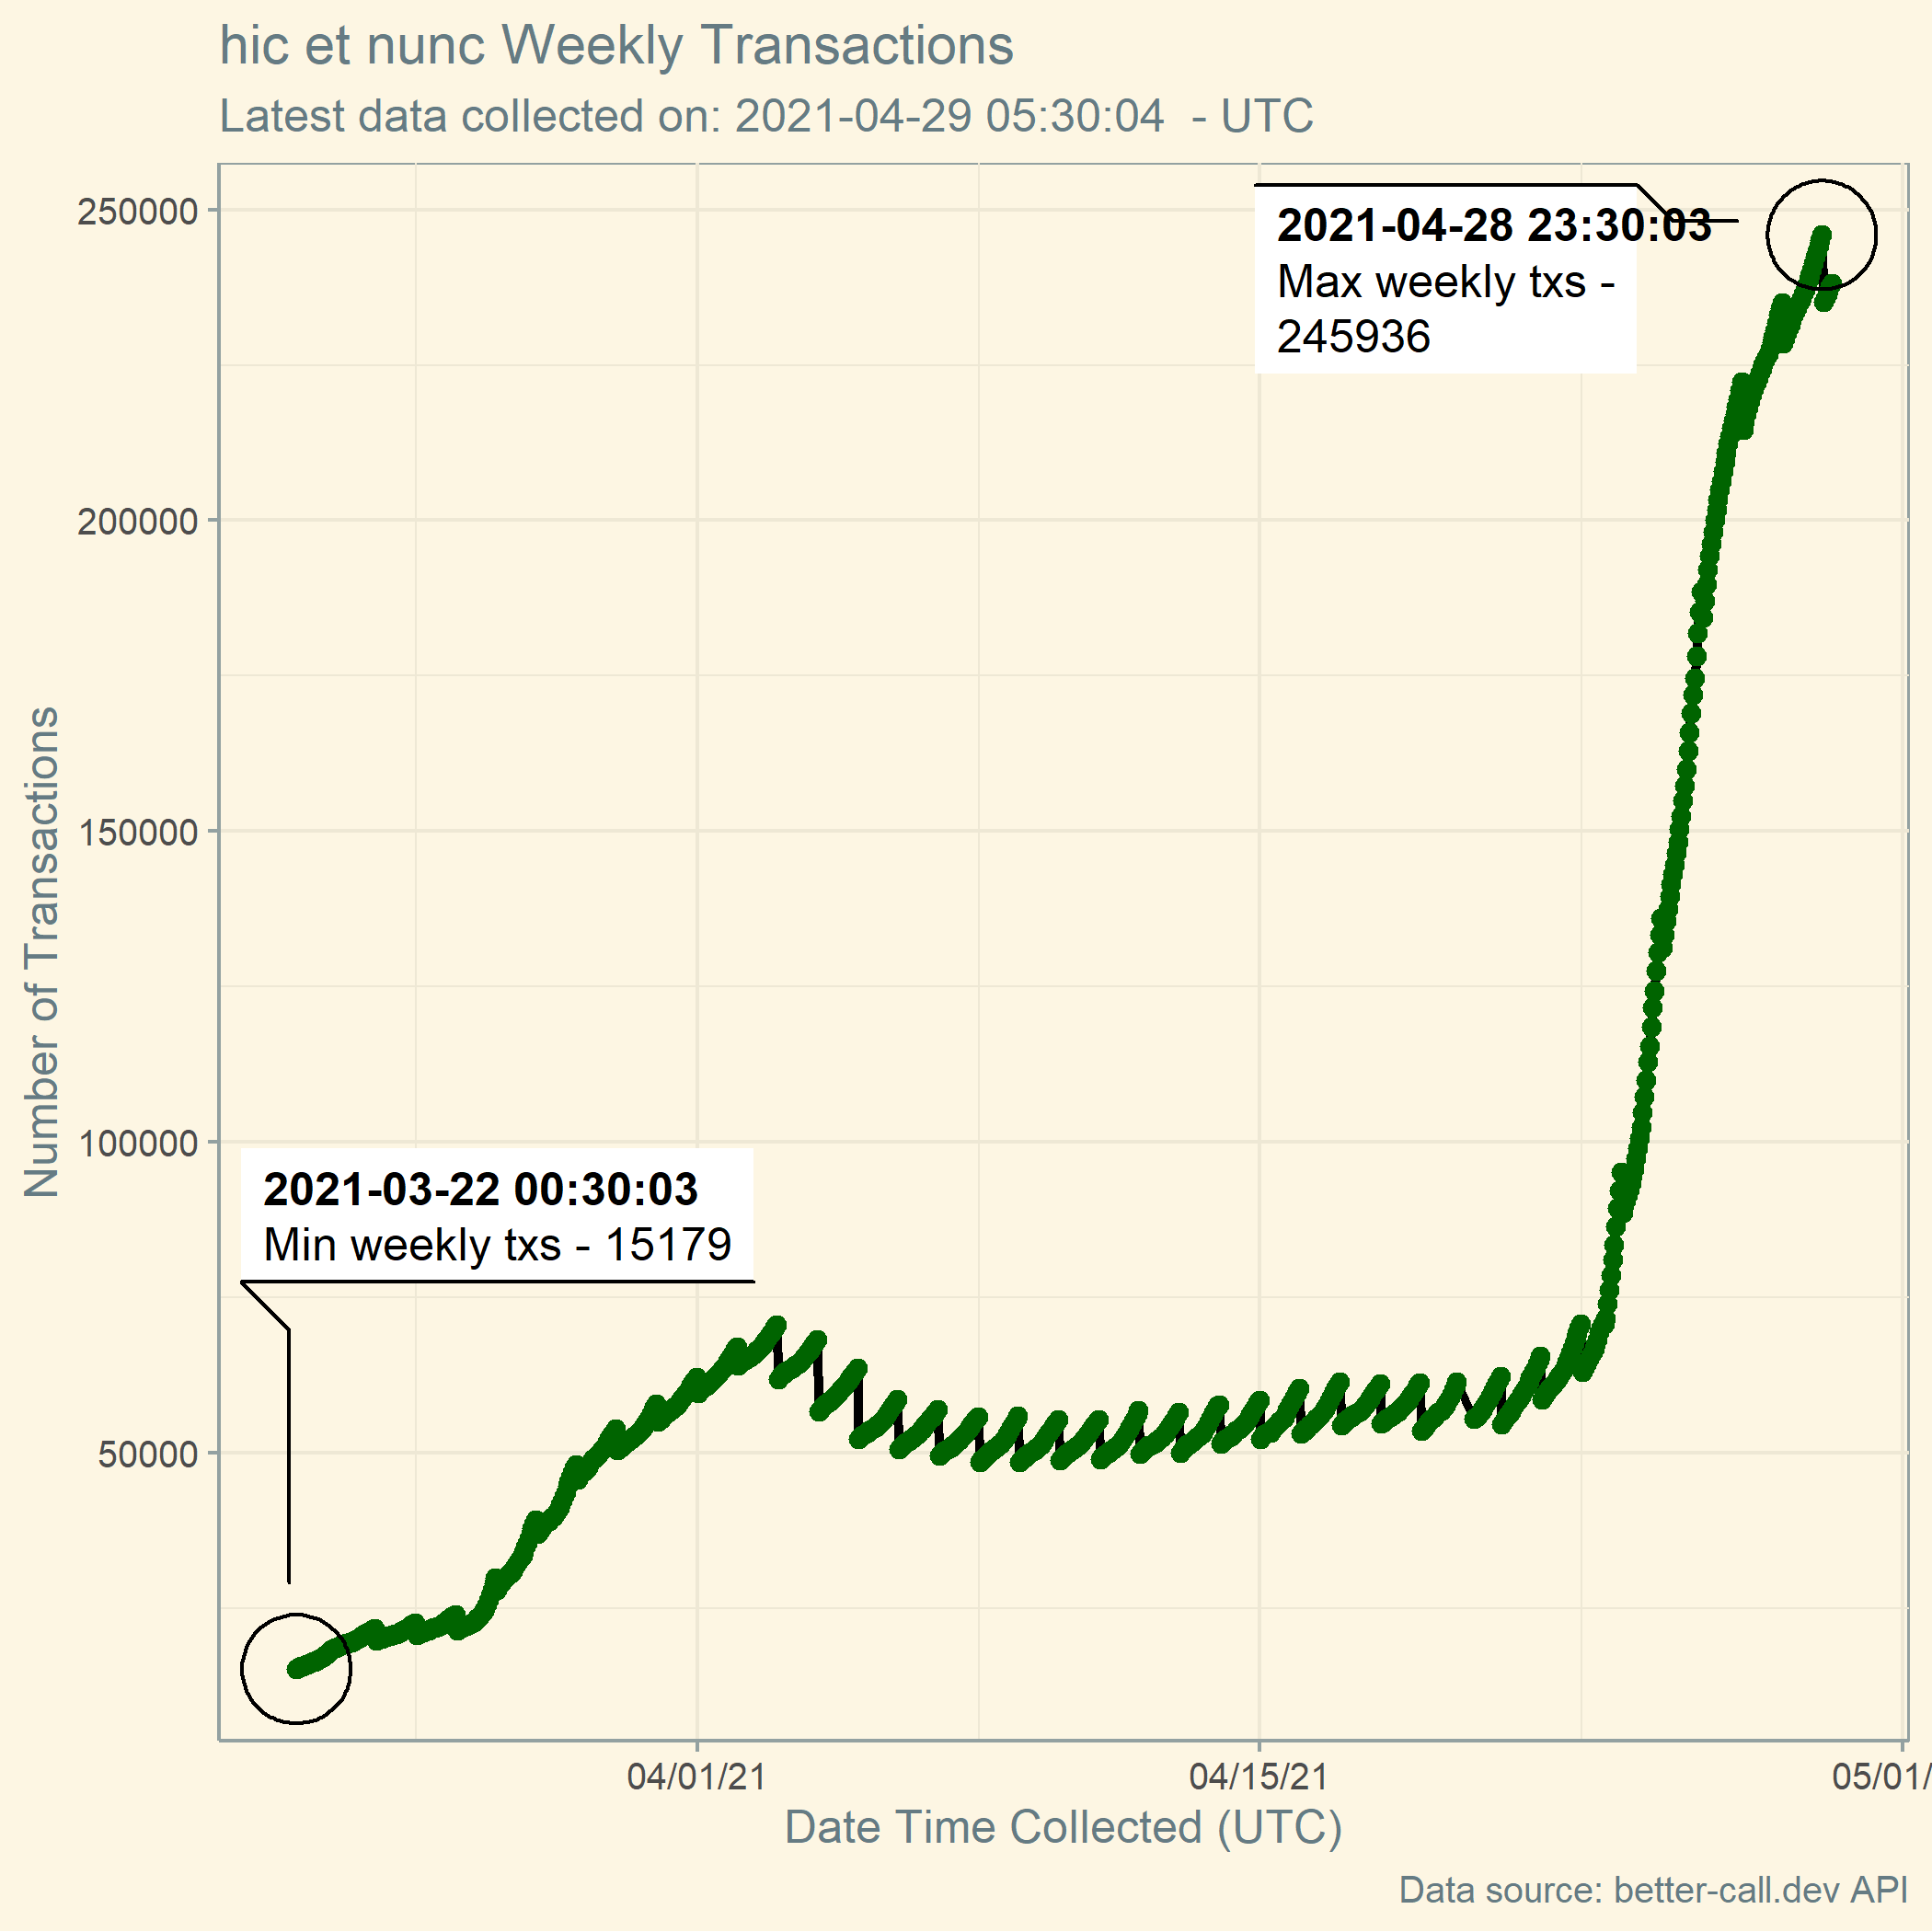 hic et nunc Weekly Transactions
Latest data collected on: 2021-04-29 05:30:04 - UTC
250000
200000
150000
100000
50000
Number of Transactions
2021-04-28 23:30:03
Max weekly txs -
245936
2021-03-22 00:30:03
Min weekly txs - 15179
04/01/21
04/15/21
05/01/
Date Time Collected (UTC)
Data source: better-call.dev API